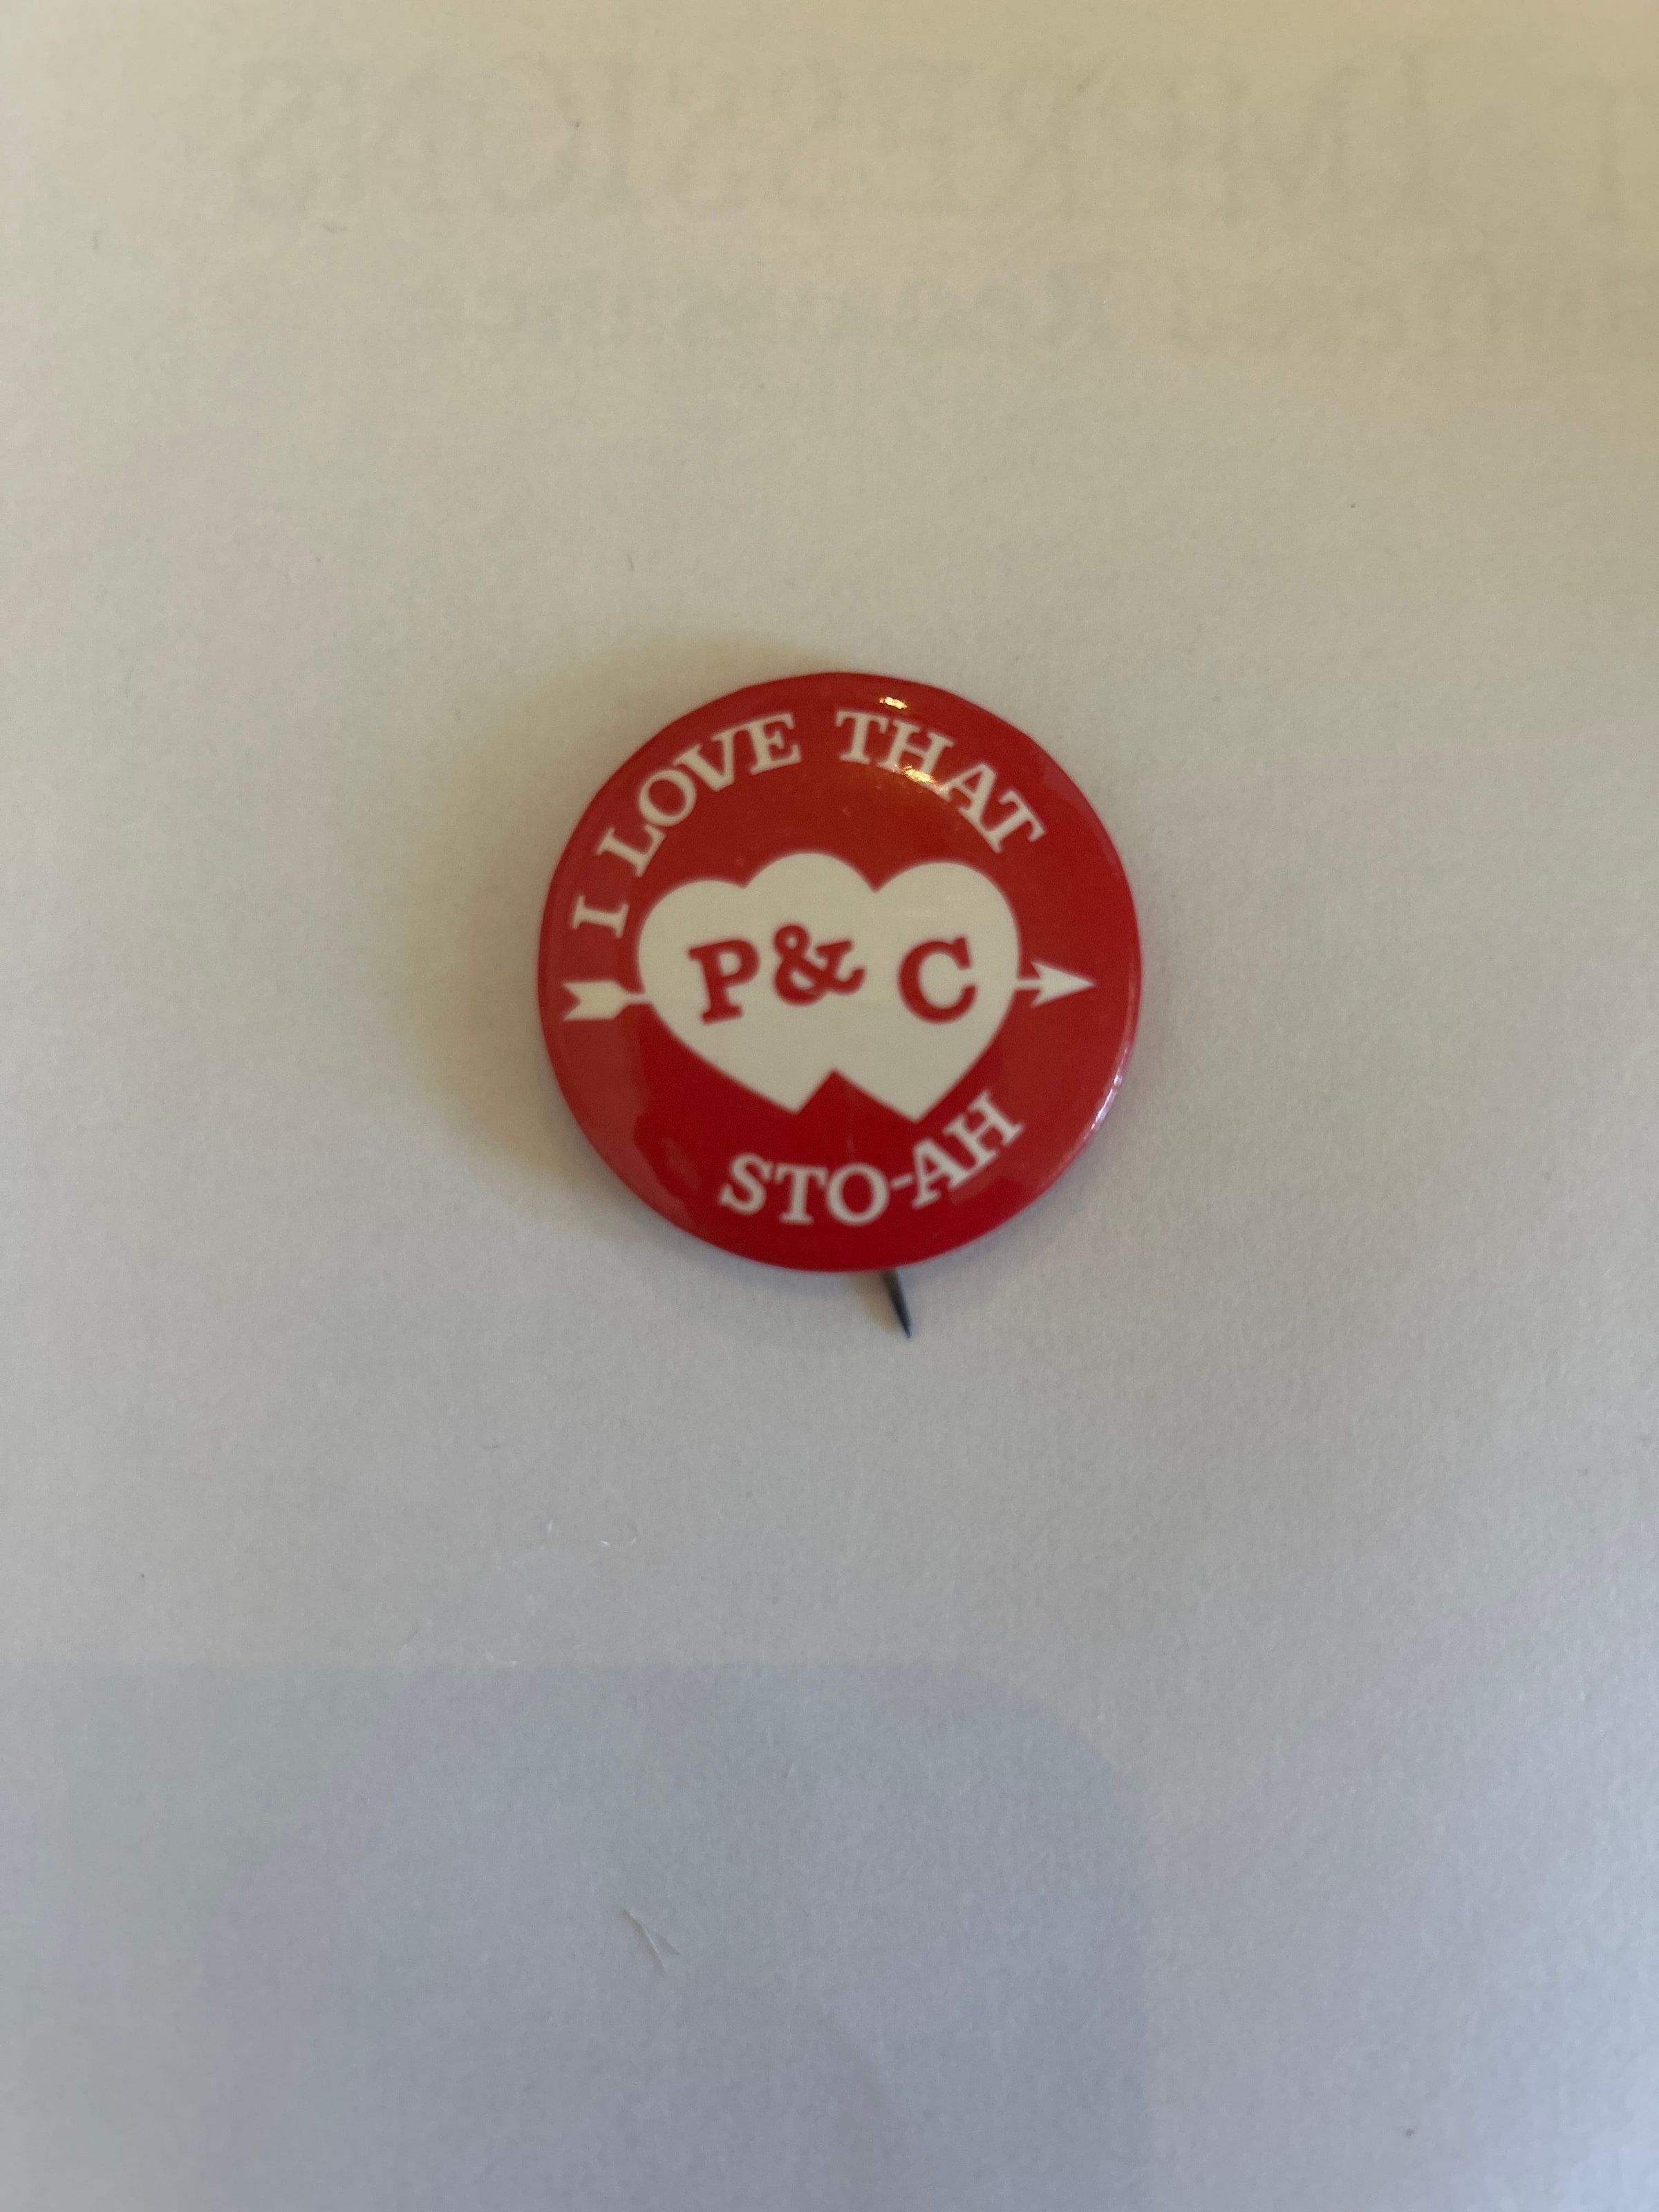 I LOVE THAT
P & C
STO-AH